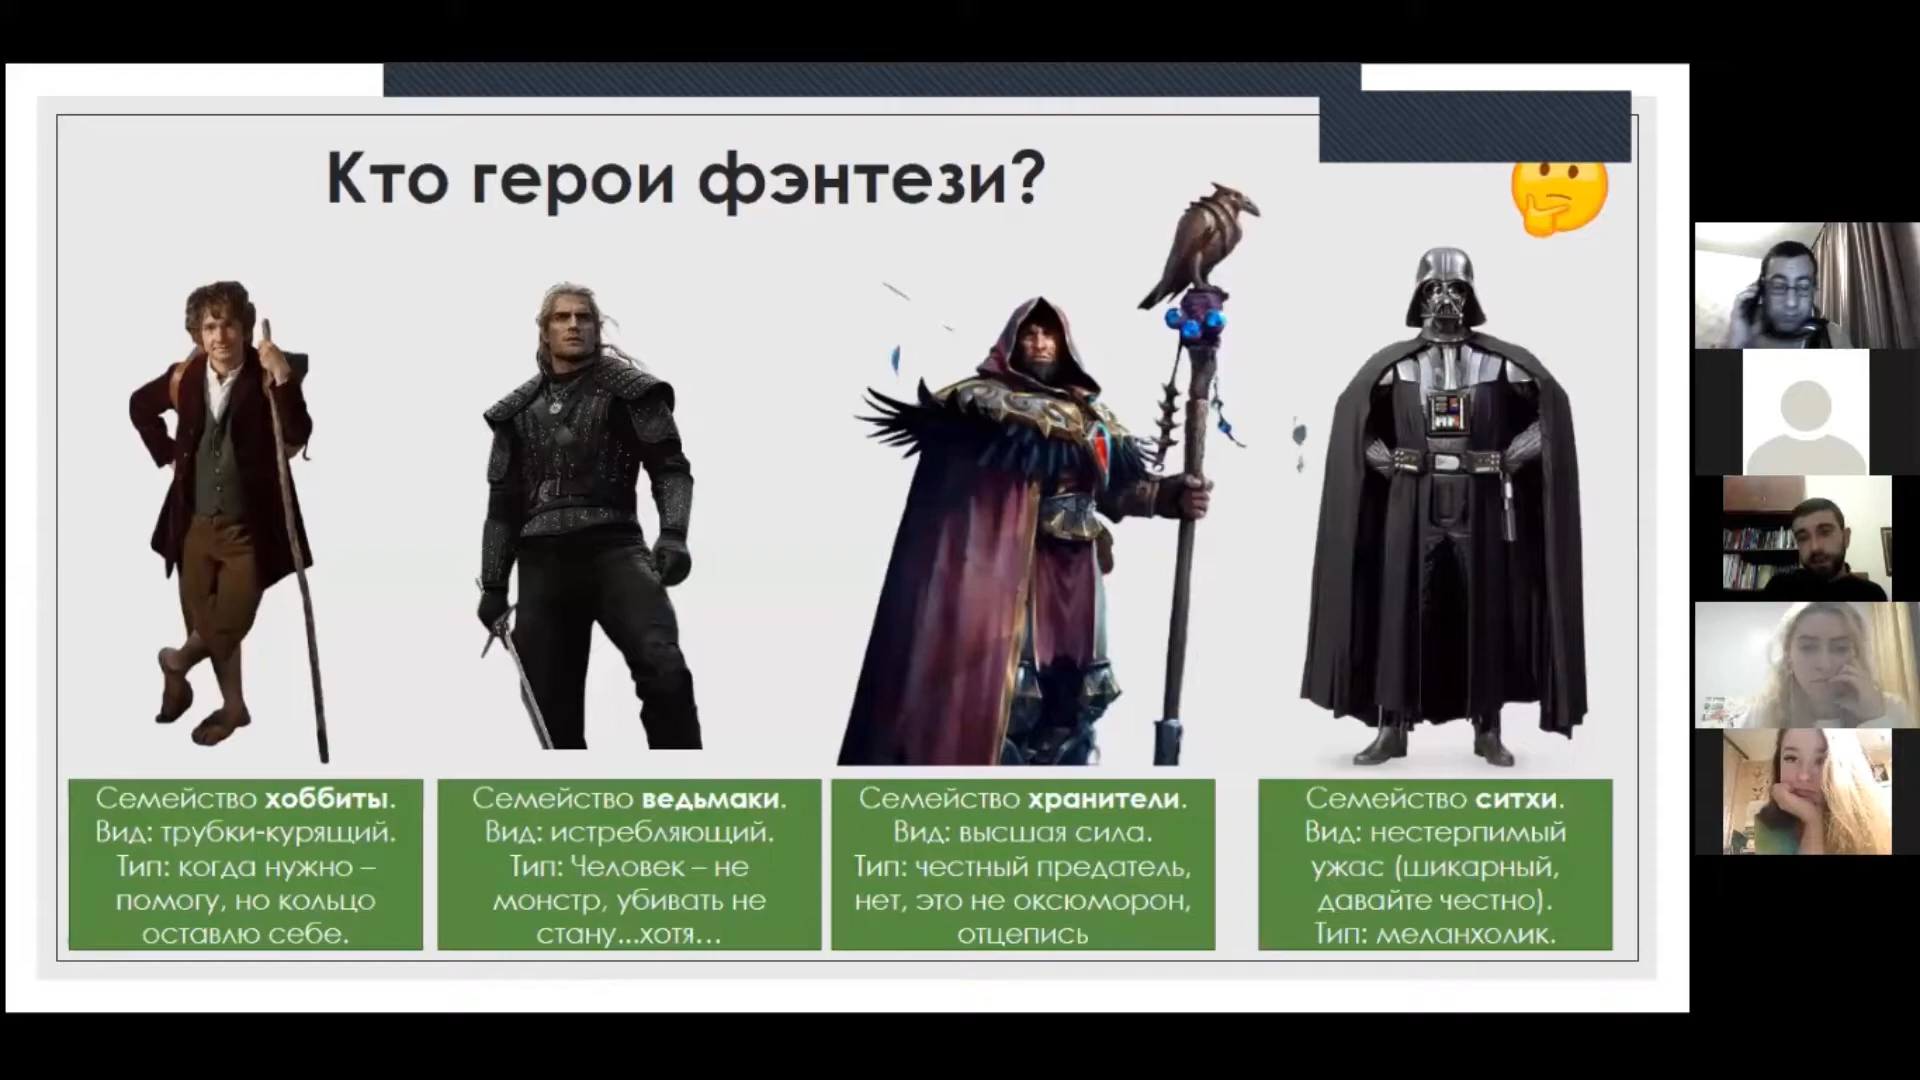 Кто герои фэнтези?
Семейство хоббиты.
Вид: трубки-курящий.
Тип: когда нужно –
помогу, но кольцо
оставлю себе.
Семейство ведьмаки.
Вид: истребляющий.
Тип: Человек – не
монстр, убивать не
стану...хотя...
Семейство хранители.
Вид: высшая сила.
Тип: честный предатель,
нет, это не оксюморон,
отцепись
Семейство ситхи.
Вид: нестерпимый
ужас (шикарный,
давайте честно).
Тип: меланхолик.